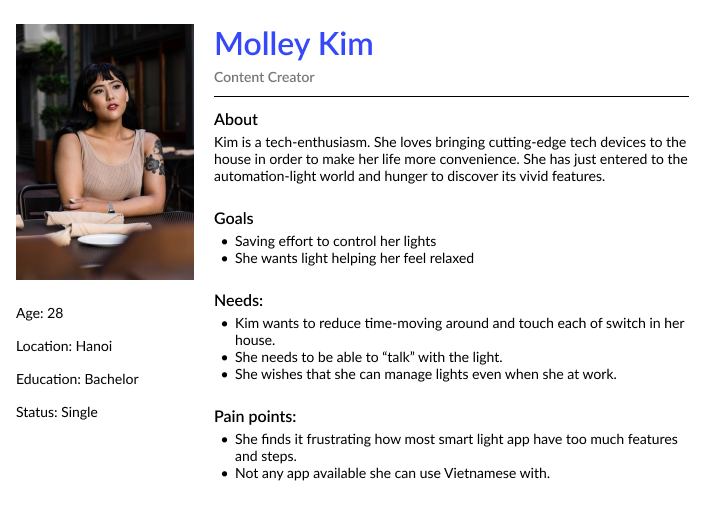 Molley Kim
Content Creator
About
Kim is a tech-enthusiasm. She loves bringing cutting-edge tech devices to the
house in order to make her life more convenience. She has just entered to the
automation-light world and hunger to discover its vivid features.
Goals
• Saving effort to control her lights
• She wants light helping her feel relaxed
Needs:
• Kim wants to reduce time-moving around and touch each of switch in her
house.
• She needs to be able to “talk” with the light.
• She wishes that she can manage lights even when she at work.
Pain points:
• She finds it frustrating how most smart light app have too much features
and steps.
• Not any app available she can use Vietnamese with.
Age: 28
Location: Hanoi
Education: Bachelor
Status: Single